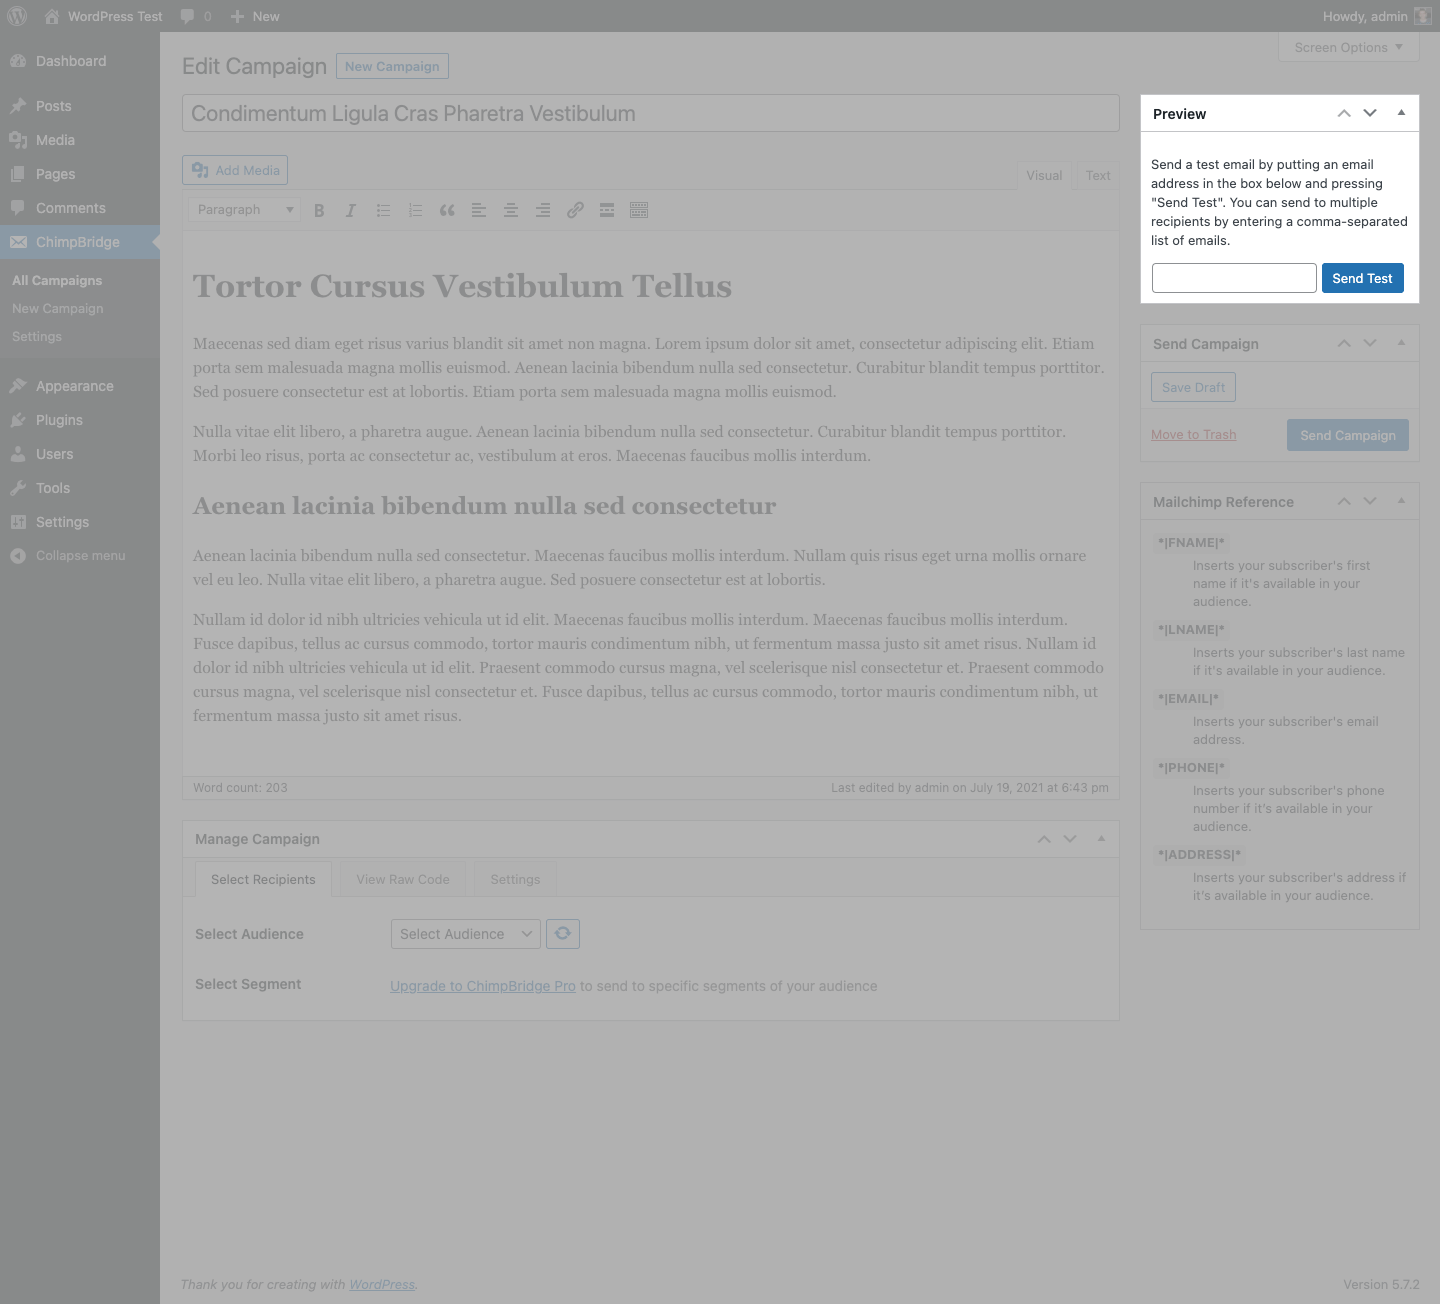 WordPress Test 0 New Howdy, admin
Dashboard
Posts
Media
Pages
Comments
ChimpBridge
All Campaigns
New Campaign
Settings
Appearance
Plugins
Users
Tools
Settings
Collapse menu
Screen Options
Edit Campaign New Campaign
Condimentum Ligula Cras Pharetra Vestibulum
Add Media
Visual Text
Paragraph
Tortor Cursus Vestibulum Tellus
Maecenas sed diam eget risus varius blandit sit amet non magna. Lorem ipsum dolor sit amet, consectetur adipiscing elit. Etiam
porta sem malesuada magna mollis euismod. Aenean lacinia bibendum nulla sed consectetur. Curabitur blandit tempus porttitor.
Sed posuere consectetur est at lobortis. Etiam porta sem malesuada magna mollis euismod.
Nulla vitae elit libero, a pharetra augue. Aenean lacinia bibendum nulla sed consectetur. Curabitur blandit tempus porttitor.
Morbi leo risus, porta ac consectetur ac, vestibulum at eros. Maecenas faucibus mollis interdum.
Aenean lacinia bibendum nulla sed consectetur
Aenean lacinia bibendum nulla sed consectetur. Maecenas faucibus mollis interdum. Nullam quis risus eget urna mollis ornare
vel eu leo. Nulla vitae elit libero, a pharetra augue. Sed posuere consectetur est at lobortis.
Nullam id dolor id nibh ultricies vehicula ut id elit. Maecenas faucibus mollis interdum. Maecenas faucibus mollis interdum.
Fusce dapibus, tellus ac cursus commodo, tortor mauris condimentum nibh, ut fermentum massa justo sit amet risus. Nullam id
dolor id nibh ultricies vehicula ut id elit. Praesent commodo cursus magna, vel scelerisque nisl consectetur et. Praesent commodo
cursus magna, vel scelerisque nisl consectetur et. Fusce dapibus, tellus ac cursus commodo, tortor mauris condimentum nibh, ut
fermentum massa justo sit amet risus.
Word count: 203 Last edited by admin on July 19, 2021 at 6:43 pm
Manage Campaign
Select Recipients View Raw Code Settings
Select Audience Select Audience
Select Segment Upgrade to ChimpBridge Pro to send to specific segments of your audience
Preview
Send a test email by putting an email
address in the box below and pressing
"Send Test". You can send to multiple
recipients by entering a comma-separated
list of emails.
Send Test
Send Campaign
Save Draft
Move to Trash Send Campaign
Mailchimp Reference
*|FNAME|*
Inserts your subscriber's first
name if it's available in your
audience.
*|LNAME|*
Inserts your subscriber's last name
if it's available in your audience.
*|EMAIL|*
Inserts your subscriber's email
address.
*|PHONE|*
Inserts your subscriber's phone
number if it's available in your
audience.
*|ADDRESS|*
Inserts your subscriber's address if
it's available in your audience.
Thank you for creating with WordPress. Version 5.7.2